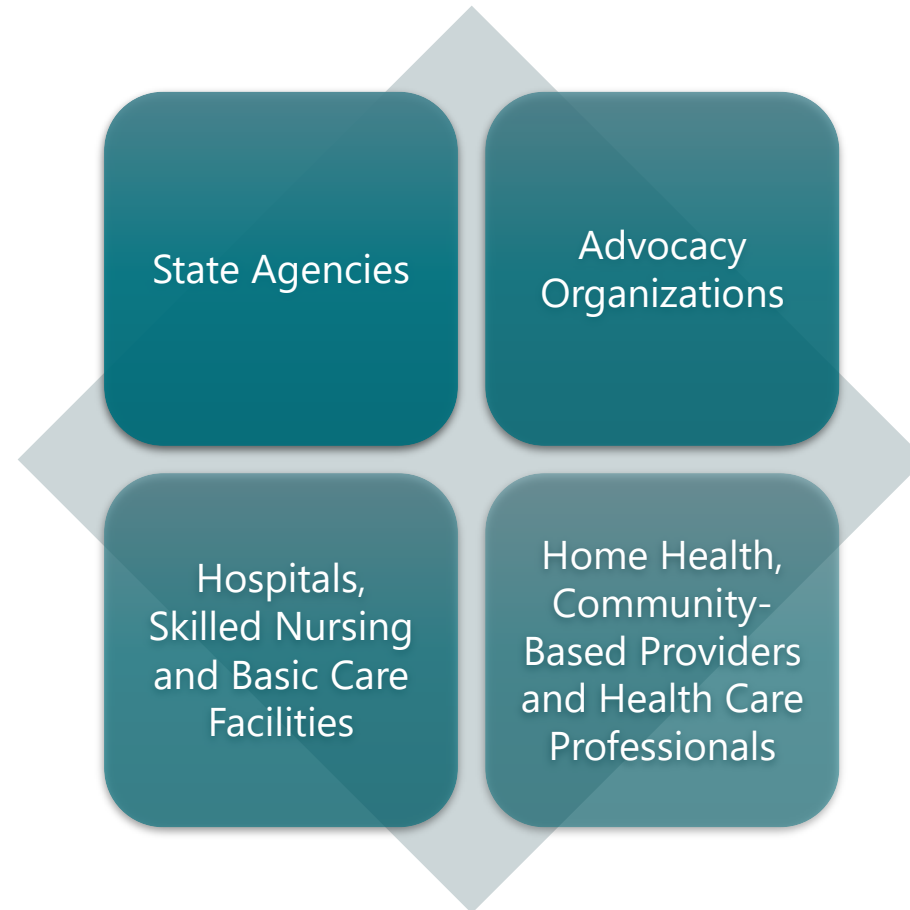 State Agencies
Advocacy
Organizations
Hospitals,
Skilled Nursing
and Basic Care
Facilities
Home Health,
Community-
Based Providers
and Health Care
Professionals